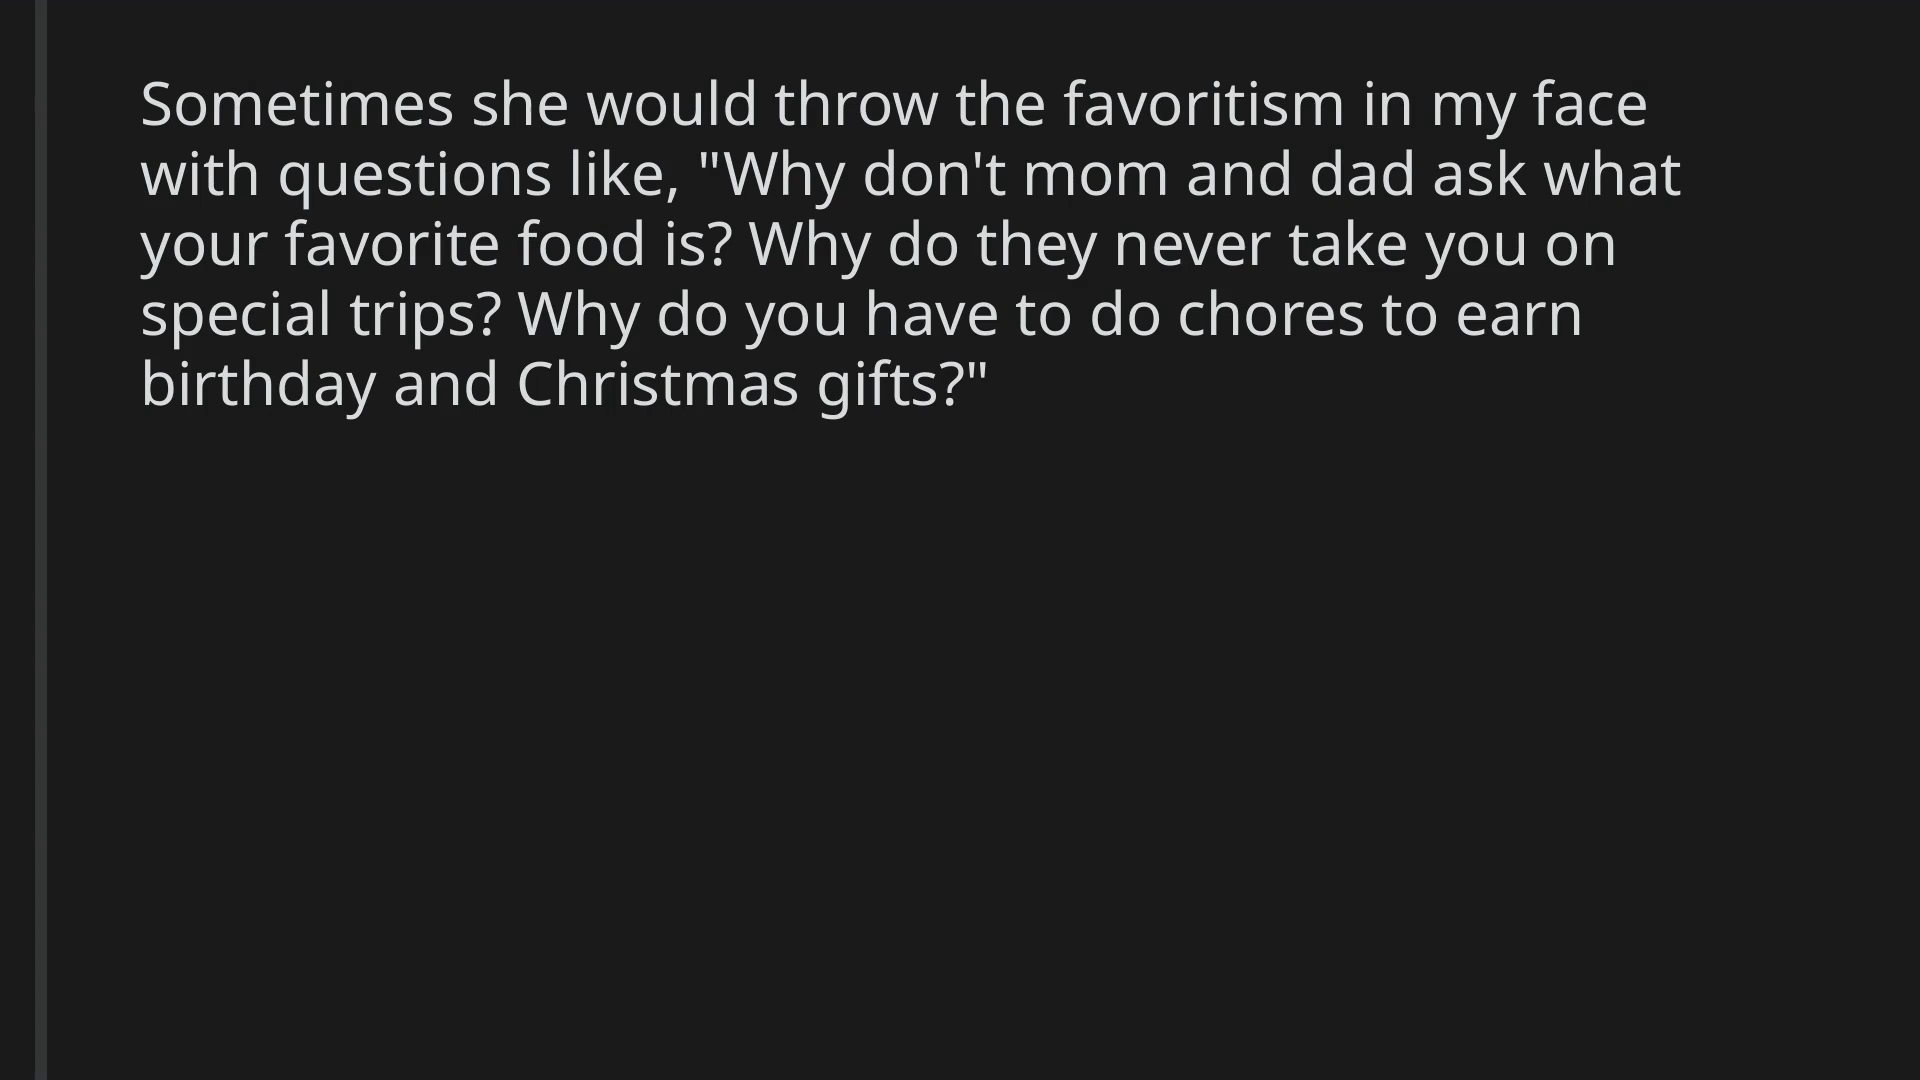 Sometimes she would throw the favoritism in my face
with questions like, "Why don't mom and dad ask what
your favorite food is? Why do they never take you on
special trips? Why do you have to do chores to earn
birthday and Christmas gifts?"